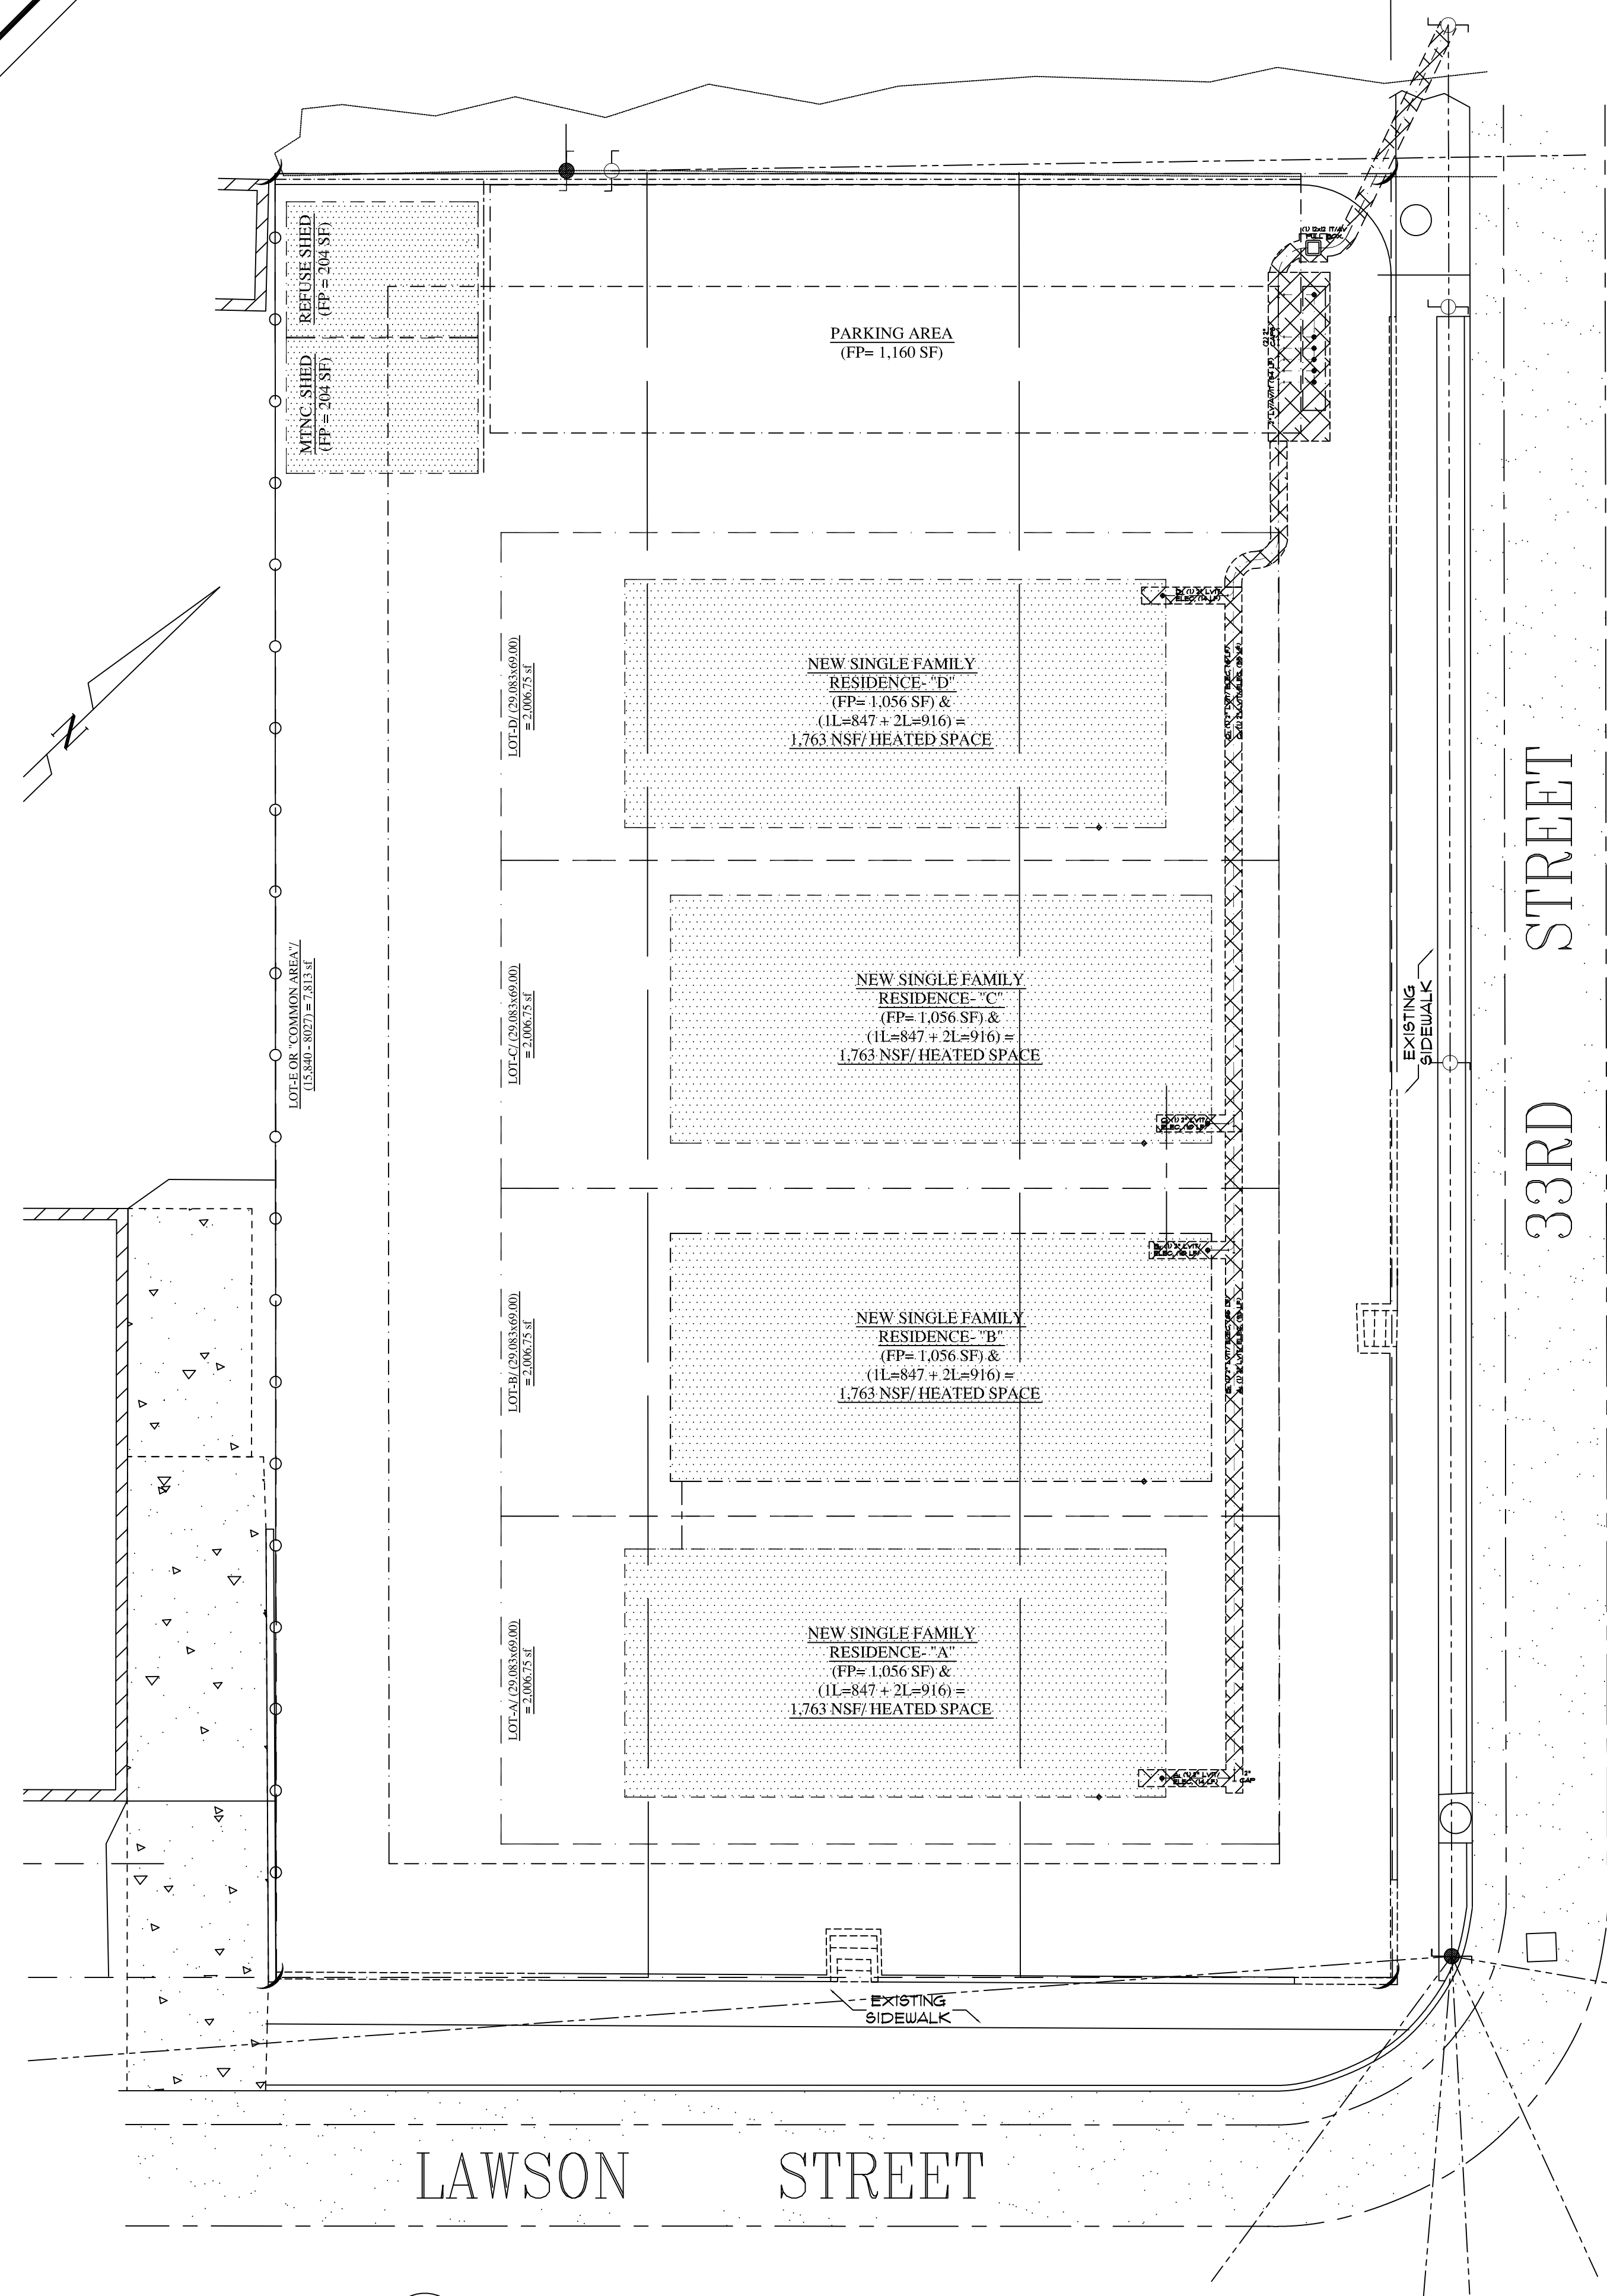 REFUSE SHED
(FP = 204 SF)
MTNC. SHED
(FP = 204 SF)
PARKING AREA
(FP= 1,160 SF)
(1) 12x12 IT/AV
PULL BOX
LOT-D/ (29.083x69.00)
= 2,006.75 sf
NEW SINGLE FAMILY
RESIDENCE- "D"
(FP= 1,056 SF) &
(1L=847 + 2L=916) =
1,763 NSF/ HEATED SPACE
N
LOT-E OR "COMMON AREA"/
(15,840 - 8027) = 7,813 sf
LOT-C/ (29.083x69.00)
= 2,006.75 sf
NEW SINGLE FAMILY
RESIDENCE- "C"
(FP= 1,056 SF) &
(1L=847 + 2L=916) =
1,763 NSF/ HEATED SPACE
EXISTING
SIDEWALK
33RD STREET
LOT-B/ (29.083x69.00)
= 2,006.75 sf
NEW SINGLE FAMILY
RESIDENCE- "B"
(FP= 1,056 SF) &
(1L=847 + 2L=916) =
1,763 NSF/ HEATED SPACE
LOT-A/ (29.083x69.00)
= 2,006.75 sf
NEW SINGLE FAMILY
RESIDENCE- "A"
(FP= 1,056 SF) &
(1L=847 + 2L=916) =
1,763 NSF/ HEATED SPACE
CAP
EXISTING
SIDEWALK
LAWSON STREET